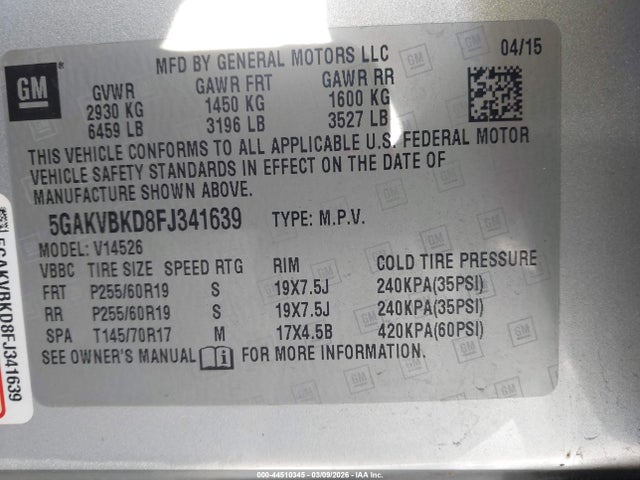 MFD BY GENERAL MOTORS LLC 04/15
GM
GVWR GAWR FRT GAWR RR
2930 KG 1450 KG 1600 KG
6459 LB 3196 LB 3527 LB
THIS VEHICLE CONFORMS TO ALL APPLICABLE U.S. FEDERAL MOTOR
VEHICLE SAFETY STANDARDS IN EFFECT ON THE DATE OF
MANUFACTURE SHOWN ABOVE.
5GAKVBKD8FJ341639 TYPE: M.P.V.
MODEL: V14526
VBBC TIRE SIZE SPEED RTG RIM COLD TIRE PRESSURE
FRT P255/60R19 S 19X7.5J 240KPA(35PSI)
RR P255/60R19 S 19X7.5J 240KPA(35PSI)
SPA T145/70R17 M 17X4.5B 420KPA(60PSI)
SEE OWNER'S MANUAL FOR MORE INFORMATION.
5GAKVBKD8FJ341639
000-44510345 - 03/09/2026 - IAA Inc.